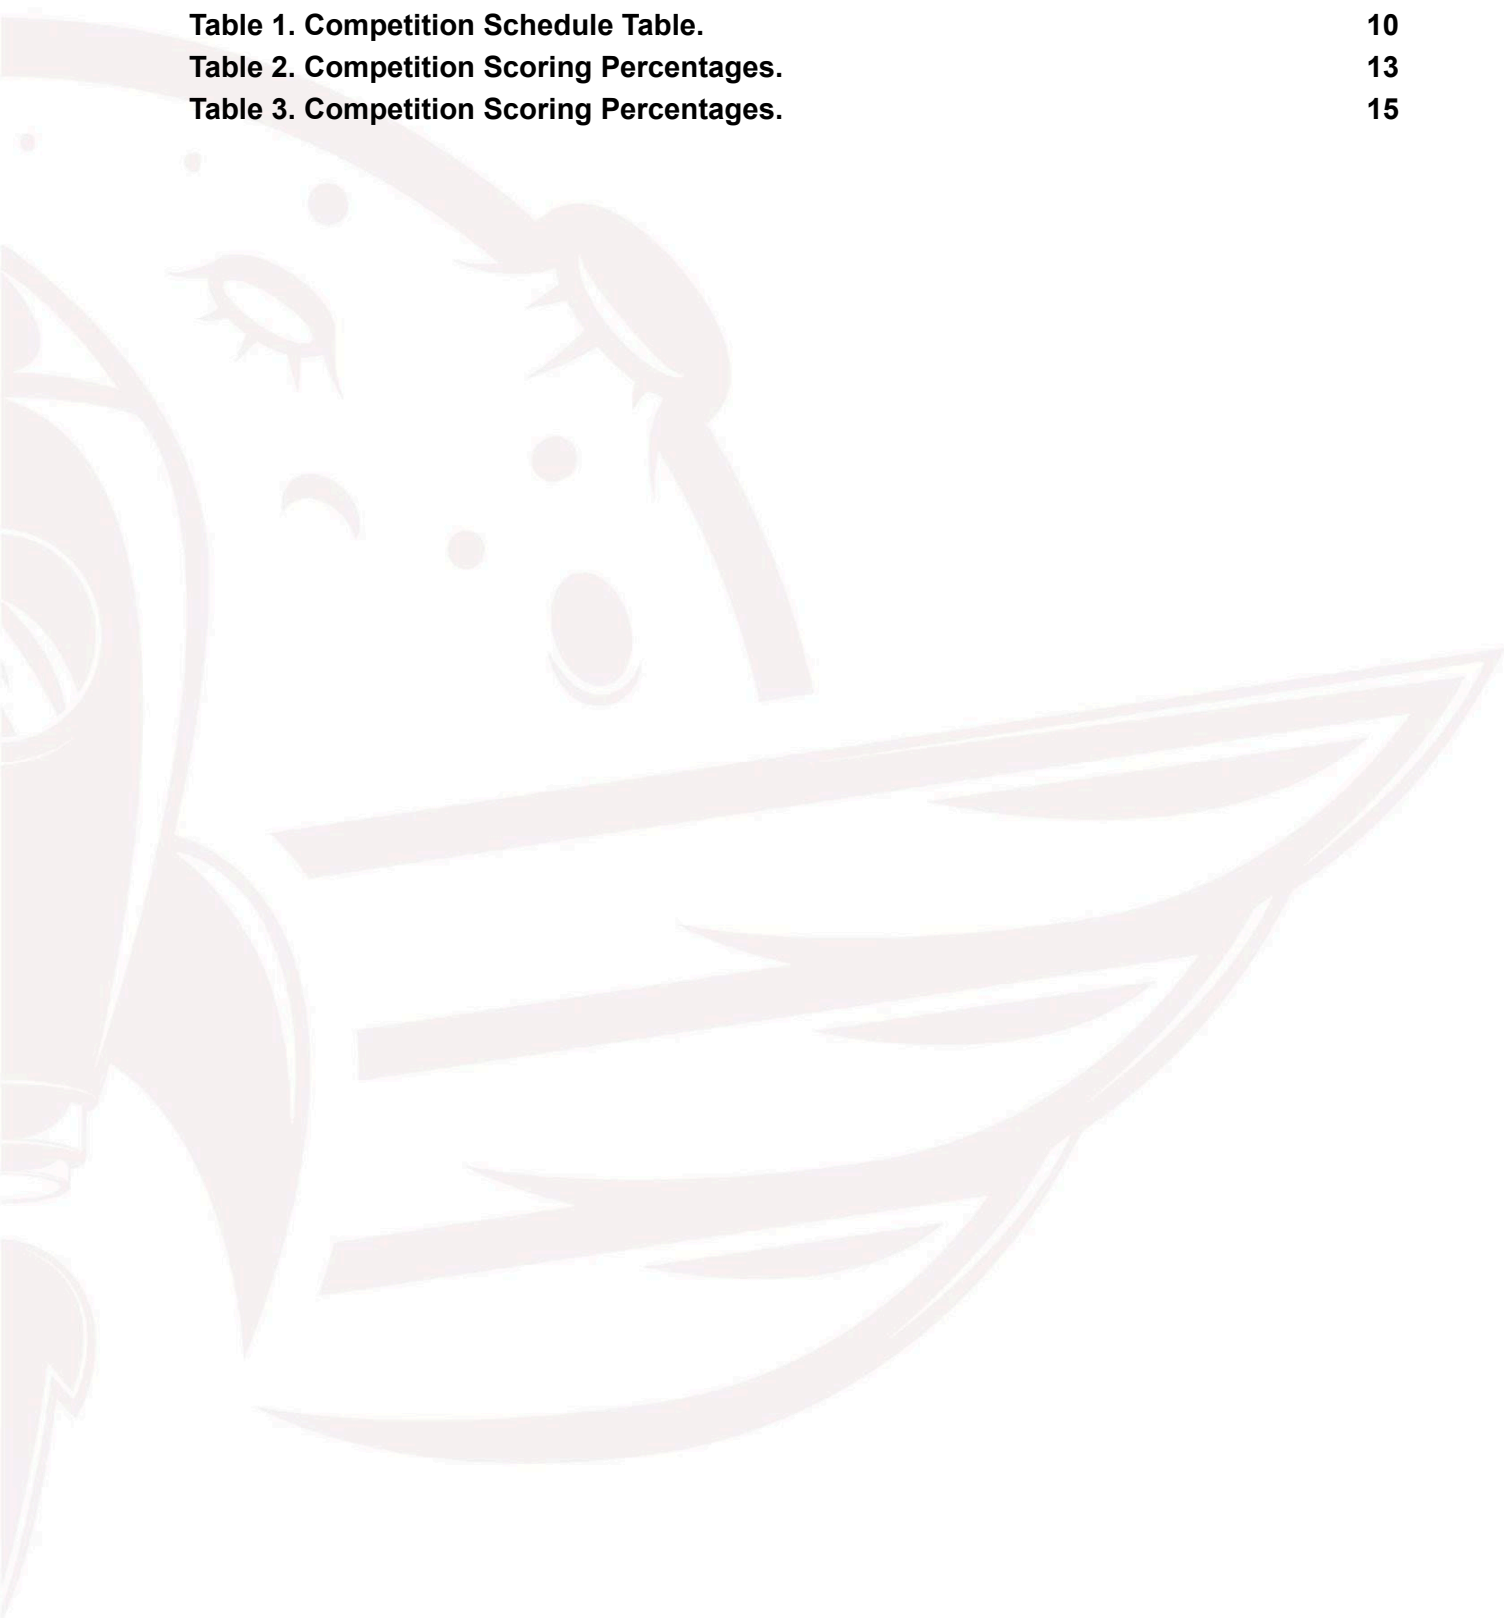 Table 1. Competition Schedule Table. 10
Table 2. Competition Scoring Percentages. 13
Table 3. Competition Scoring Percentages. 15